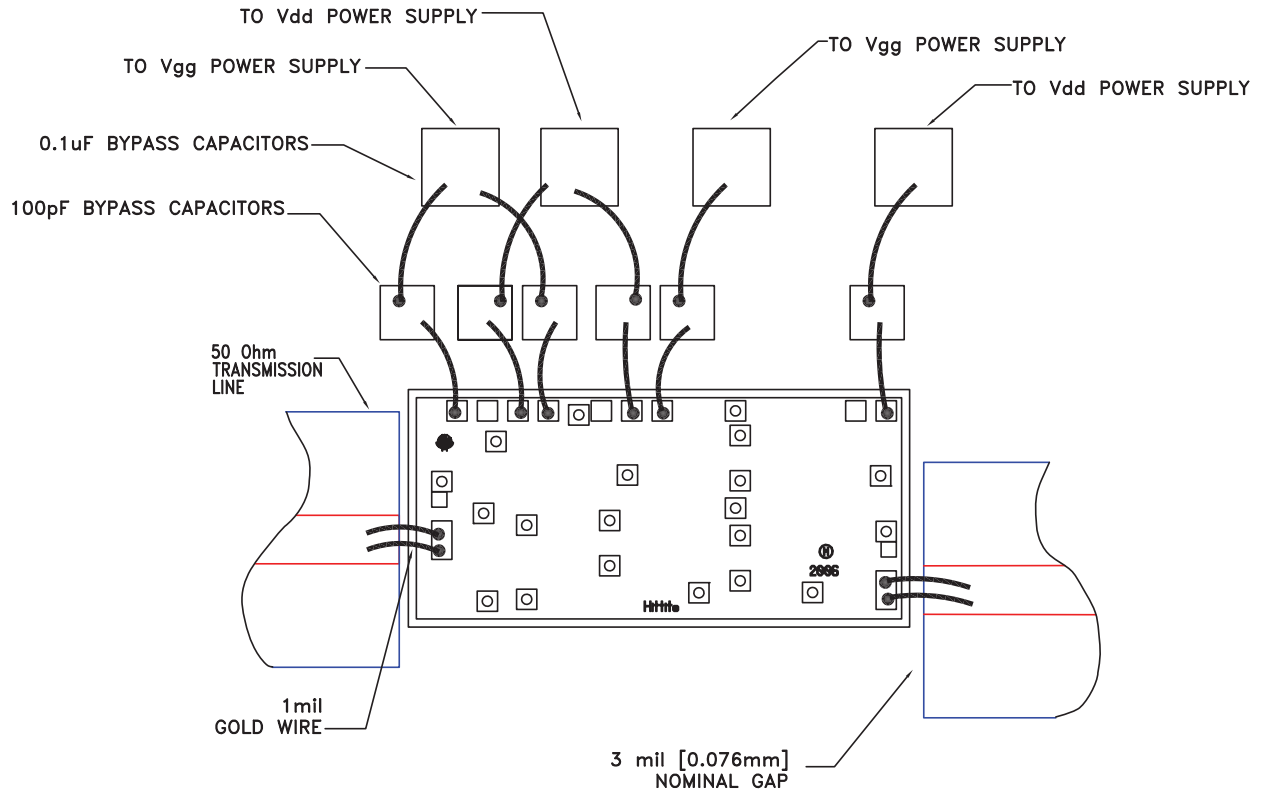 TO Vdd POWER SUPPLY
TO Vgg POWER SUPPLY
TO Vgg POWER SUPPLY
TO Vdd POWER SUPPLY
0.1uF BYPASS CAPACITORS
100pF BYPASS CAPACITORS
50 Ohm
TRANSMISSION
LINE
H
2006
Hittite
1mil
GOLD WIRE
3 mil [0.076mm]
NOMINAL GAP